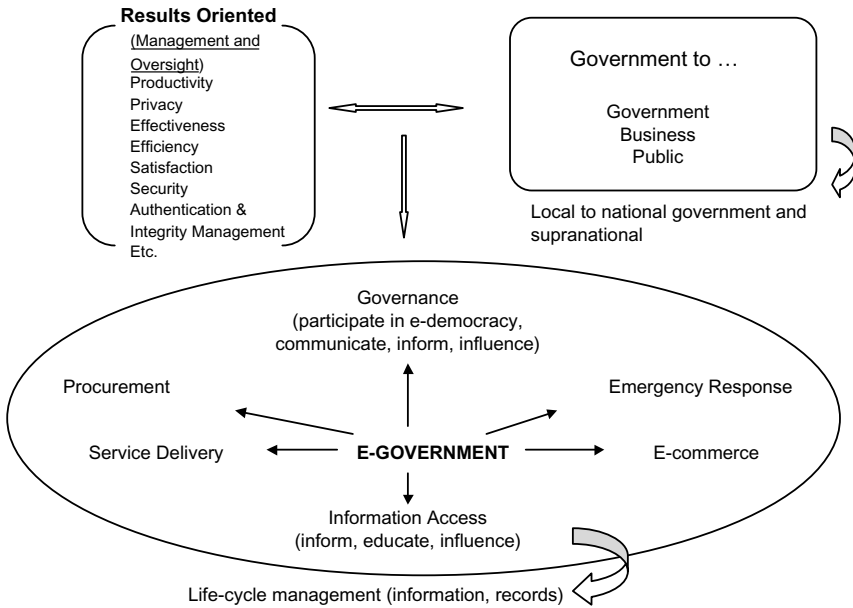 Results Oriented
(Management and
Oversight)
Productivity
Privacy
Effectiveness
Efficiency
Satisfaction
Security
Authentication &
Integrity Management
Etc.
Government to …
Government
Business
Public
Local to national government and
supranational
Governance
(participate in e-democracy,
communicate, inform, influence)
Procurement
Emergency Response
Service Delivery
E-GOVERNMENT
E-commerce
Information Access
(inform, educate, influence)
Life-cycle management (information, records)